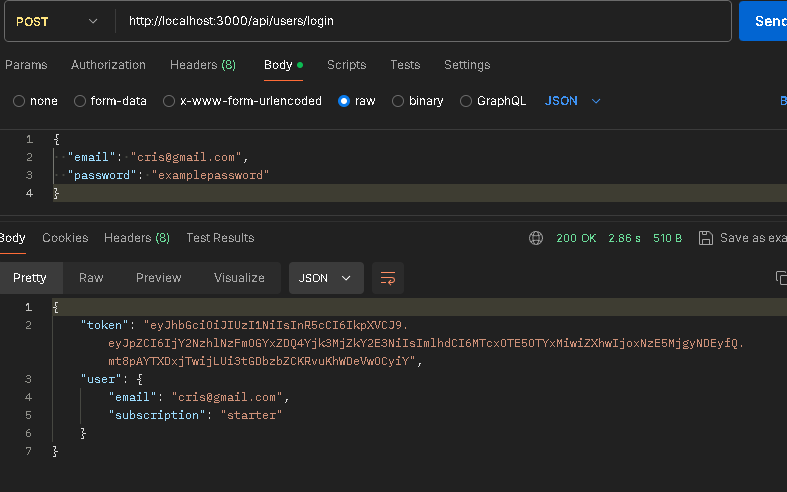 POST http://localhost:3000/api/users/login Send
Params Authorization Headers (8) Body Scripts Tests Settings
none form-data x-www-form-urlencoded raw binary GraphQL JSON B
1 {
2 "email": "cris@gmail.com",
3 "password": "examplepassword"
4 }
Body Cookies Headers (8) Test Results 200 OK 2.86 s 510 B Save as exa
Pretty Raw Preview Visualize JSON
1 {
2 "token": "eyJhbGciOiJIUzI1NiIsInR5cCI6IkpXVCJ9.
eyJpZCI6IjY2NzhlNzFmOGYxZDQ4Yjk3MjZkY2E3NiIsImlhdCI6MTcxOTE5OTYxMiwiZXhwIjoxNzE5MjgyNDEyfQ.
mt8pAYTXDxjTwijLUi3tGDbzbZCKRvuKhWDeVwOCyiY",
3 "user": {
4 "email": "cris@gmail.com",
5 "subscription": "starter"
6 }
7 }